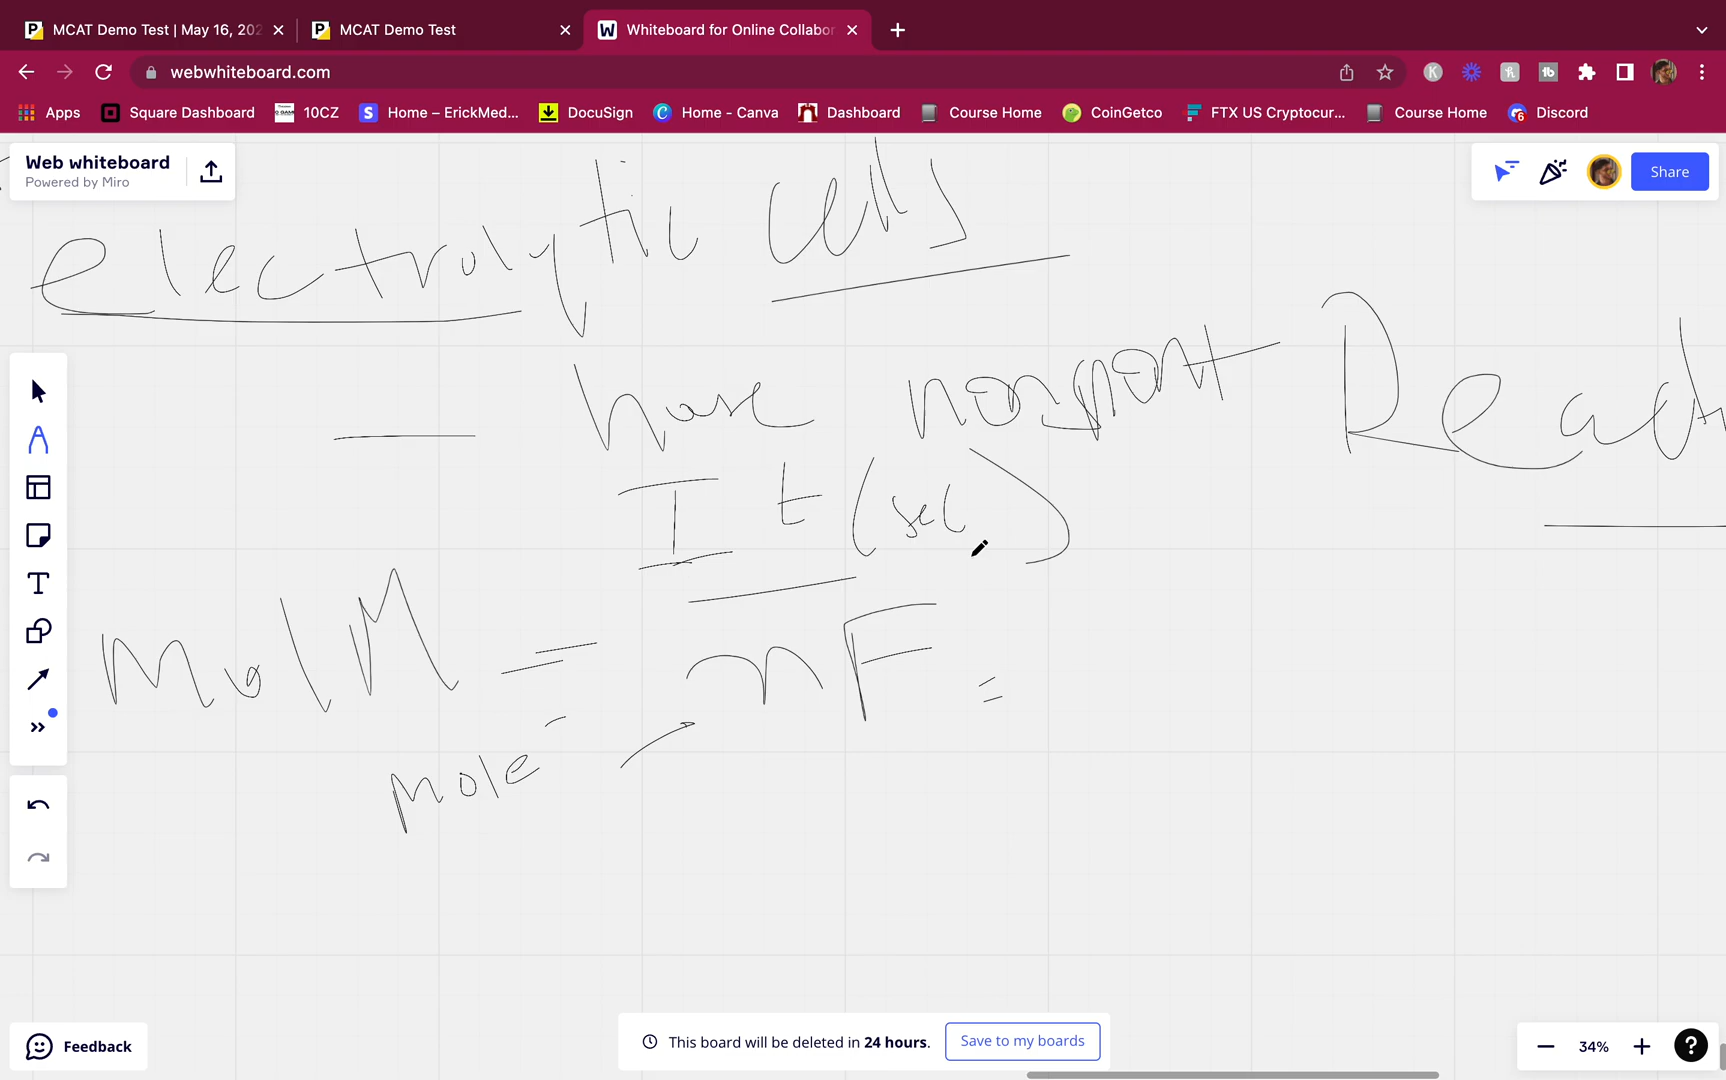 MCAT Demo Test | May 16, 202
MCAT Demo Test
Whiteboard for Online Collabor
webwhiteboard.com
Apps
Square Dashboard
10CZ
Home – ErickMed...
DocuSign
Home - Canva
Dashboard
Course Home
CoinGetco
FTX US Cryptocur...
Course Home
Discord
Web whiteboard
Powered by Miro
Share
electrolytic cells
— have nonspont React
I t (sec)
mol M = nF =
mol e⁻
Feedback
This board will be deleted in 24 hours.
Save to my boards
34%